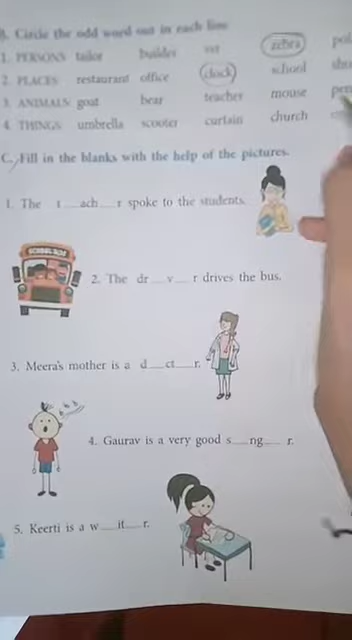 B. Circle the odd word out in each line
1. PERSONS tailor builder zebra
2. PLACES restaurant office clock school
3. ANIMALS goat bear teacher mouse
4. THINGS umbrella scooter curtain church
C. Fill in the blanks with the help of the pictures.
1. The t__ach__r spoke to the students.
SCHOOL BUS
2. The dr__v__r drives the bus.
3. Meera's mother is a d__ct__r.
4. Gaurav is a very good s__ng__r.
5. Keerti is a w__it__r.